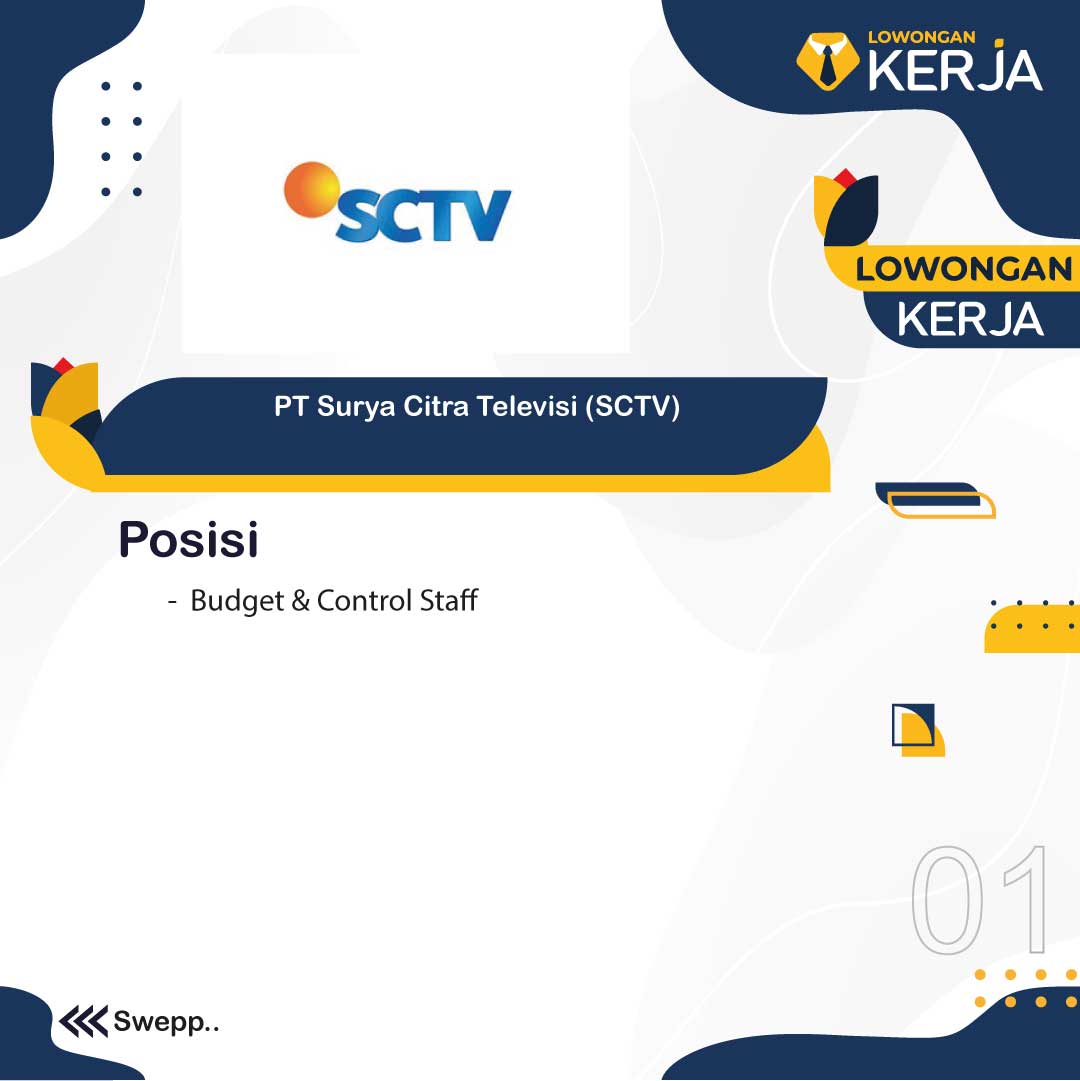 LOWONGAN
KERJA
SCTV
LOWONGAN
KERJA
PT Surya Citra Televisi (SCTV)
Posisi
- Budget & Control Staff
01
Swepp..